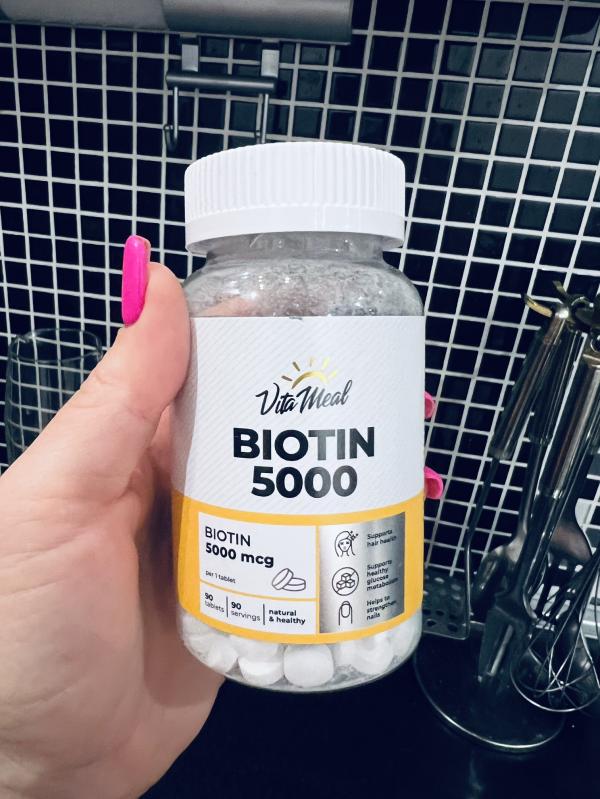 Vita Meal
BIOTIN
5000
BIOTIN
5000 mcg
per 1 tablet
90
tablets
90
servings
natural
& healthy
Supports
hair health
Supports
healthy
glucose
metabolism
Helps to
strengthen
nails